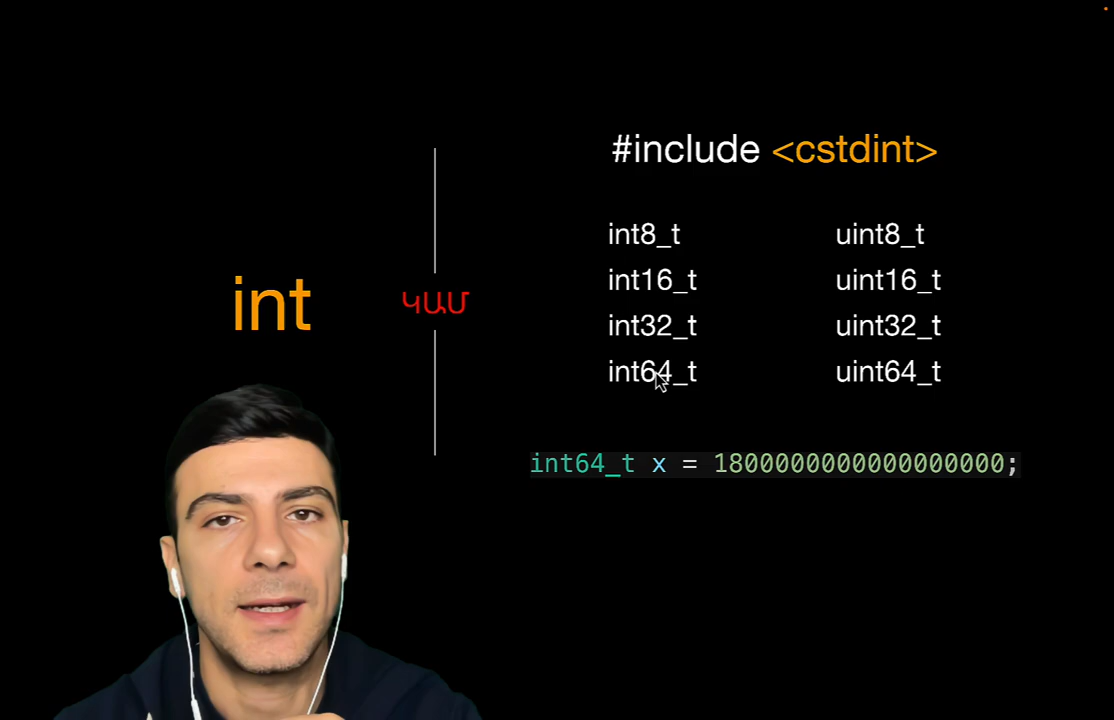 int
ԿԱՄ
#include <cstdint>
int8_t uint8_t
int16_t uint16_t
int32_t uint32_t
int64_t uint64_t
int64_t x = 1800000000000000000;